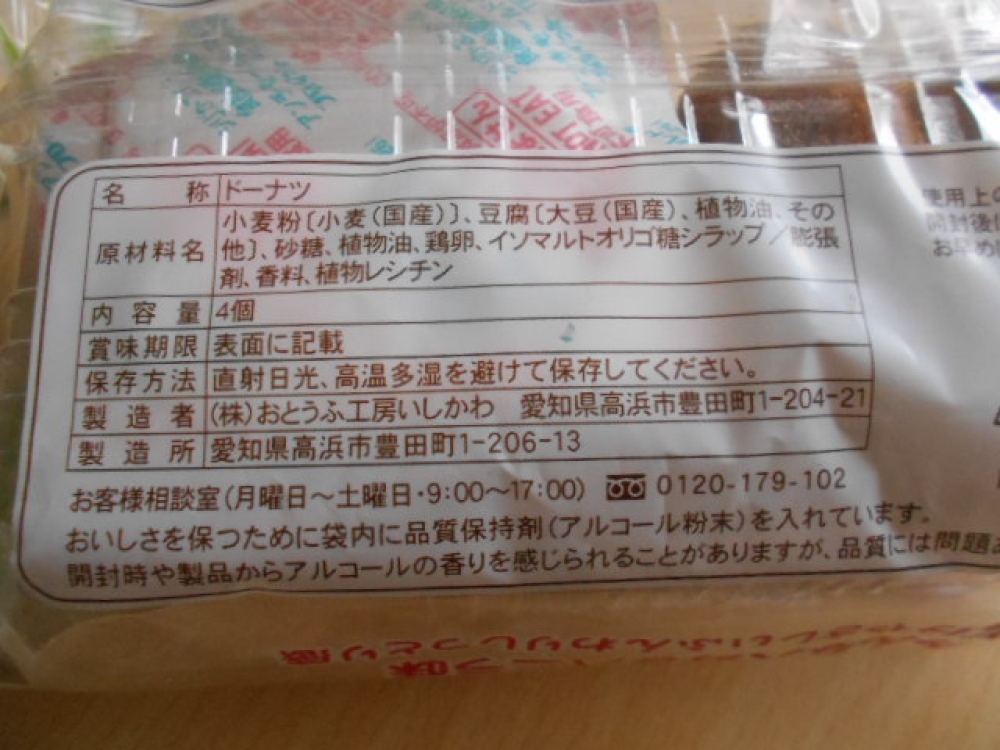 NOT EAT
名称 ドーナツ
原材料名 小麦粉〔小麦(国産)〕、豆腐〔大豆(国産)、植物油、その
他〕、砂糖、植物油、鶏卵、イソマルトオリゴ糖シラップ/膨張
剤、香料、植物レシチン
内容量 4個
賞味期限 表面に記載
保存方法 直射日光、高温多湿を避けて保存してください。
製造者 (株)おとうふ工房いしかわ 愛知県高浜市豊田町1-204-21
製造所 愛知県高浜市豊田町1-206-13
お客様相談室(月曜日~土曜日・9:00~17:00) 0120-179-102
おいしさを保つために袋内に品質保持剤(アルコール粉末)を入れています。
開封時や製品からアルコールの香りを感じられることがありますが、品質には問題
使用上の
開封後
お早め